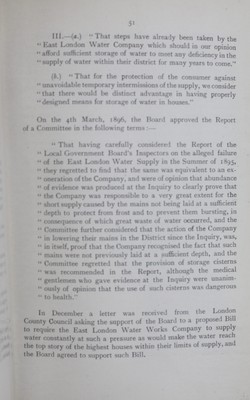 51
III.—(a.) "That steps have already been taken by the
"East London Water Company which should in our opinion
"afford sufficient storage of water to meet any deficiency in the
"supply of water within their district for many years to come."
(b.) "That for the protection of the consumer against
"unavoidable temporary intermissions of the supply, we consider
"that there would be distinct advantage in having properly
"designed means for storage of water in houses."
On the 4th March, 1896, the Board approved the Report
of a Committee in the following terms :—
"That having carefully considered the Report of the
"Local Government Board's Inspectors on the alleged failure
"of the East London Water Supply in the Summer of 1895,
"they regretted to find that the same was equivalent to an ex-
"oneration of the Company, and were of opinion that abundance
"of evidence was produced at the Inquiry to clearly prove that
"the Company was responsible to a very great extent for the
"short supply caused by the mains not being laid at a sufficient
"depth to protect from frost and to prevent them bursting, in
"consequence of which great waste of water occurred, and the
"Committee further considered that the action of the Company
"in lowering their mains in the District since the Inquiry, was,
"in itself, proof that the Company recognised the fact that such
"mains were not previously laid at a sufficient depth, and the
"Committee regretted that the provision of storage cisterns
"was recommended in the Report, although the medical
"gentlemen who gave evidence at the Inquiry were unanim-
"ously of opinion that the use of such cisterns was dangerous
"to health."
In December a letter was received from the London
County Council asking the support of the Board to a proposed Bill
to require the East London Water Works Company to supply
water constantly at such a pressure as would make the water reach
the top story of the highest houses within their limits of supply, and
the Board agreed to support such Bill.